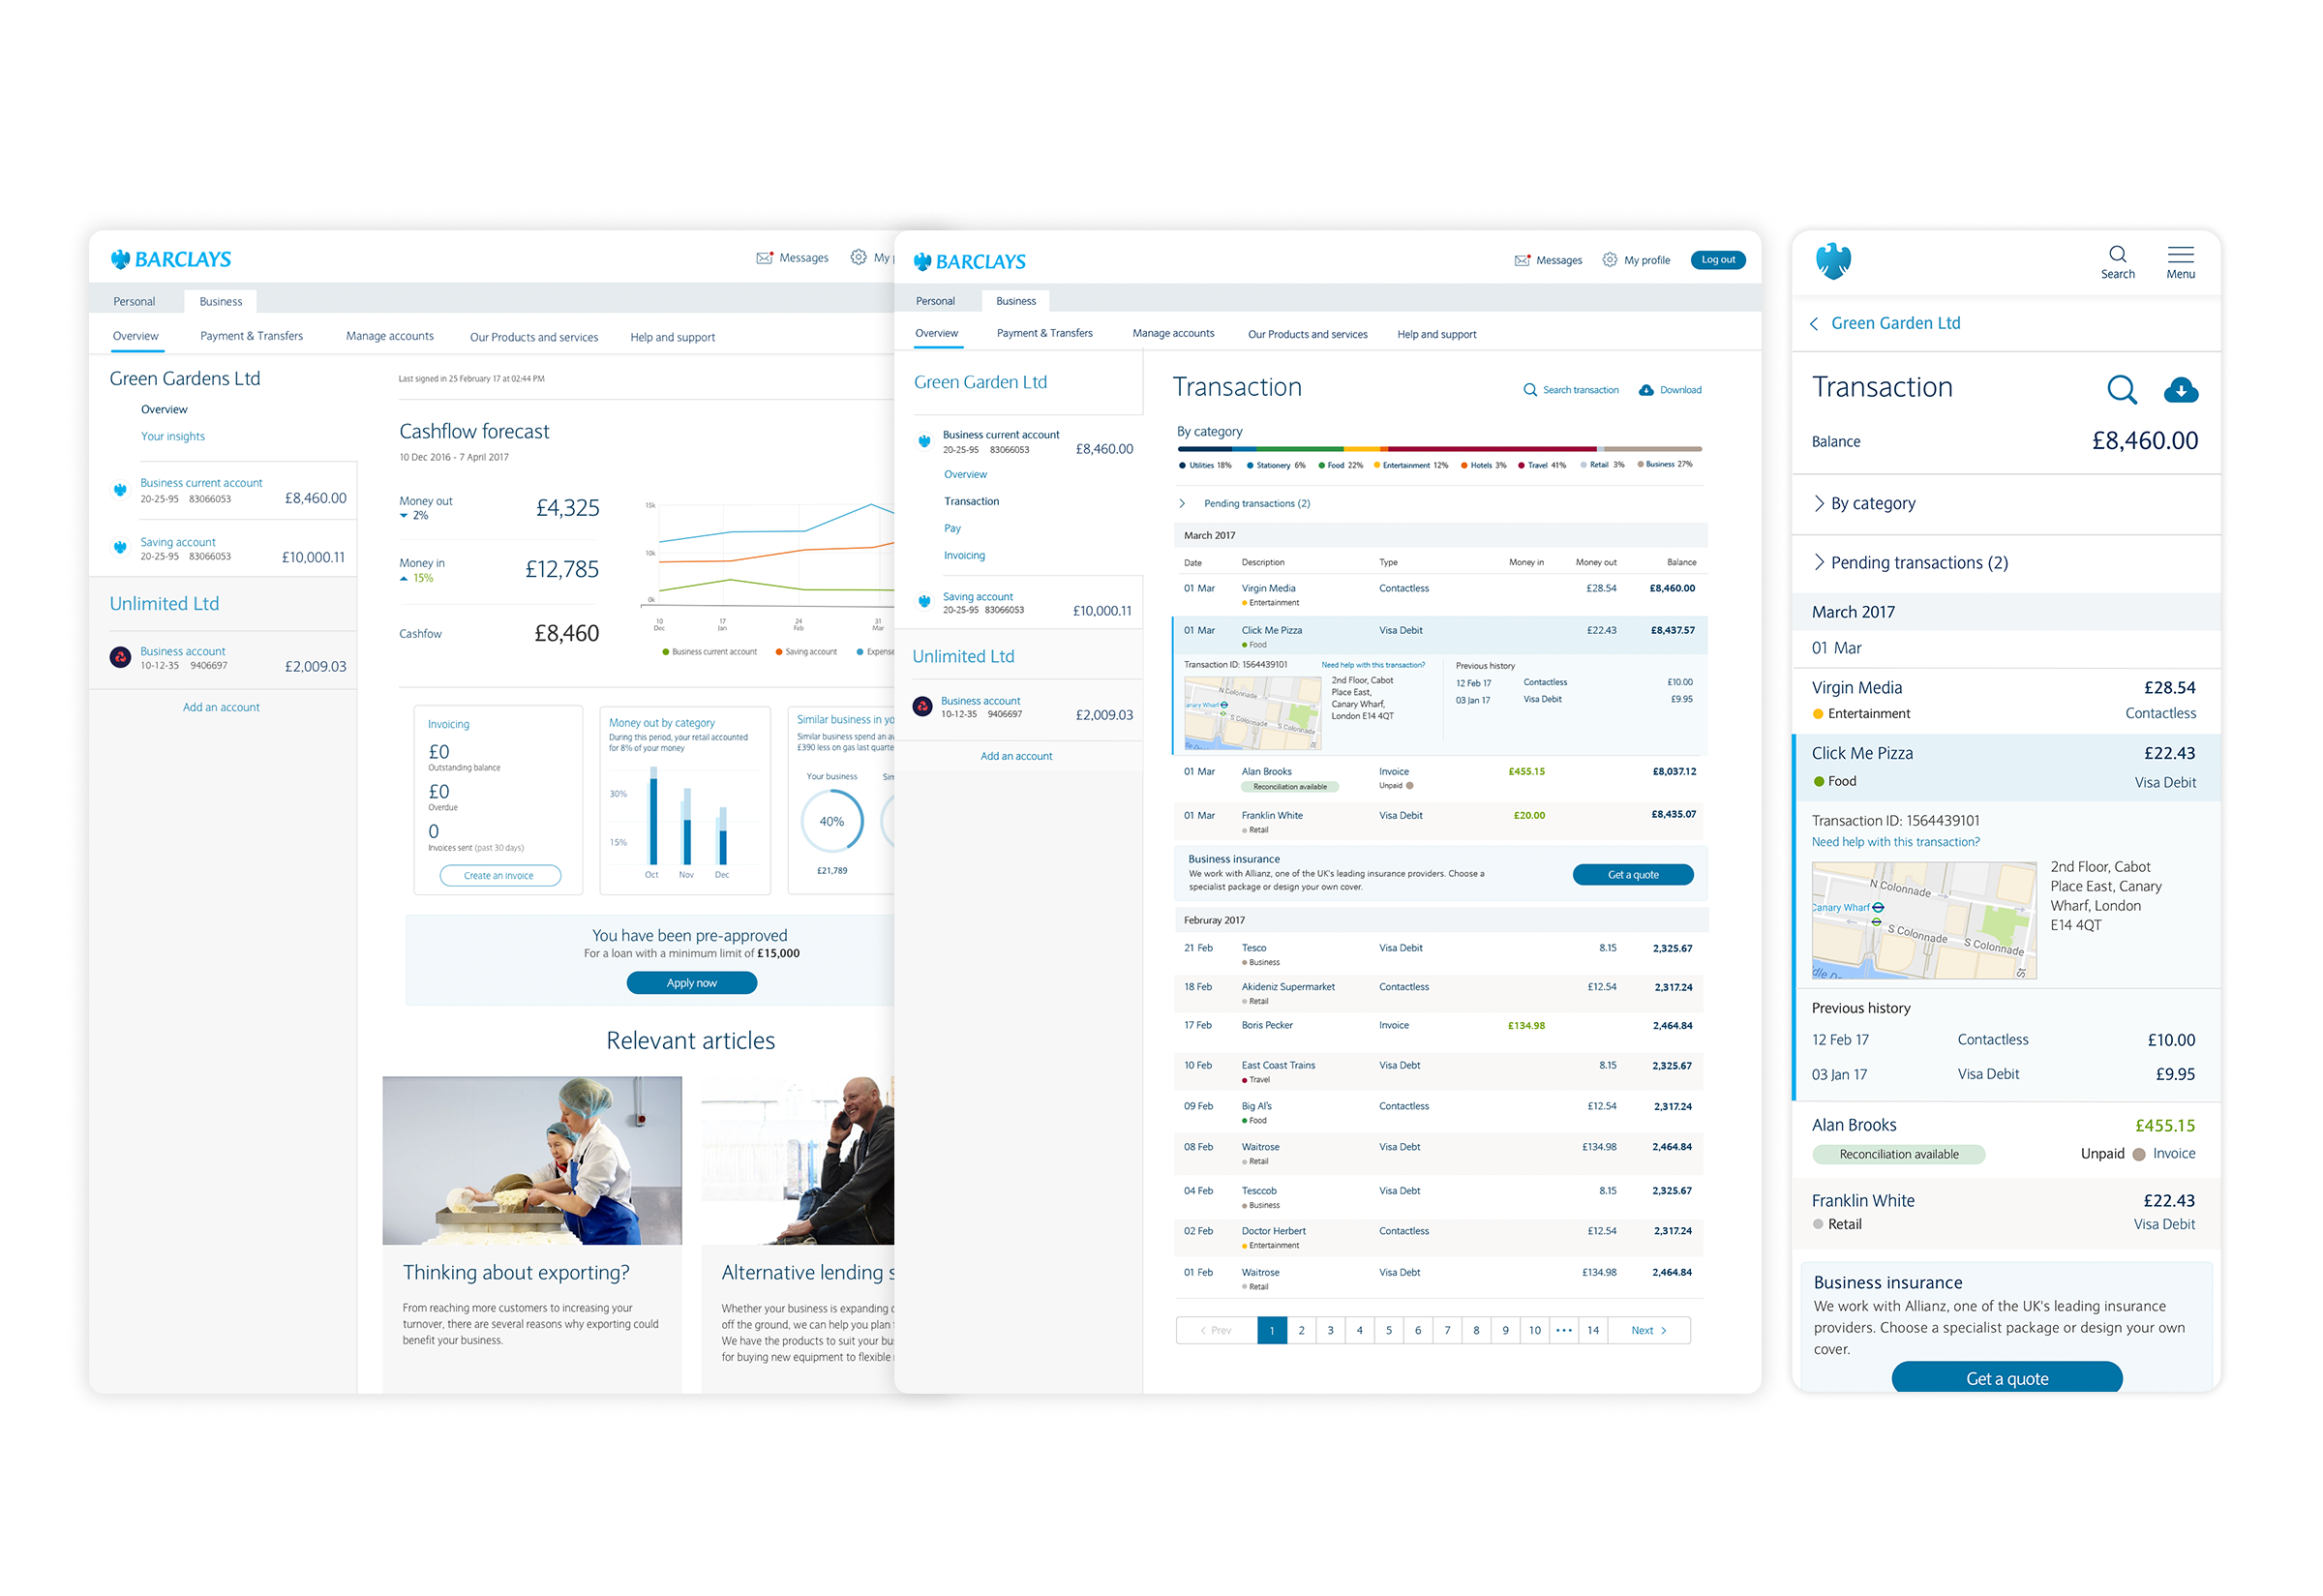 BARCLAYS
Messages
My
Personal
Business
Overview
Payment & Transfers
Manage accounts
Our Products and services
Help and support
Green Gardens Ltd
Overview
Your insights
Business current account
20-25-95 83066053
£8,460.00
Saving account
20-25-95 83066053
£10,000.11
Unlimited Ltd
Business account
10-12-35 9406697
£2,009.03
Add an account
Last signed in 25 February 17 at 02:44 PM
Cashflow forecast
10 Dec 2016 - 7 April 2017
Money out
2%
£4,325
Money in
15%
£12,785
Cashfow
£8,460
15k
10k
0k
10 Dec
17 Jan
24 Feb
31 Mar
Business current account
Saving account
Expense
Invoicing
£0
Outstanding balance
£0
Overdue
0
Invoices sent (past 30 days)
Create an invoice
Money out by category
During this period, your retail accounted
for 8% of your money
30%
15%
Oct
Nov
Dec
Similar business in yo
Similar business spend an av
£390 less on gas last quarte
Your business
Sim
40%
£21,789
You have been pre-approved
For a loan with a minimum limit of £15,000
Apply now
Relevant articles
Thinking about exporting?
From reaching more customers to increasing your
turnover, there are several reasons why exporting could
benefit your business.
Alternative lending s
Whether your business is expanding o
off the ground, we can help you plan
We have the products to suit your bus
for buying new equipment to flexible
BARCLAYS
Messages
My profile
Log out
Personal
Business
Overview
Payment & Transfers
Manage accounts
Our Products and services
Help and support
Green Garden Ltd
Business current account
20-25-95 83066053
£8,460.00
Overview
Transaction
Pay
Invoicing
Saving account
20-25-95 83066053
£10,000.11
Unlimited Ltd
Business account
10-12-35 9406697
£2,009.03
Add an account
Transaction
Search transaction
Download
By category
Utilities 18% Stationery 6% Food 22% Entertainment 12% Hotels 3% Travel 41% Retail 3% Business 27%
Pending transactions (2)
March 2017
Date Description Type Money in Money out Balance
01 Mar Virgin Media Contactless £28.54 £8,460.00
Entertainment
01 Mar Click Me Pizza Visa Debit £22.43 £8,437.57
Food
Transaction ID: 1564439101
Need help with this transaction?
N Colonnade
anary Wharf
S Colonnade
S Colonnade
dle D
2nd Floor, Cabot
Place East,
Canary Wharf,
London E14 4QT
Previous history
12 Feb 17 Contactless £10.00
03 Jan 17 Visa Debit £9.95
01 Mar Alan Brooks Invoice £455.15 £8,037.12
Reconciliation available
Unpaid
01 Mar Franklin White Visa Debit £20.00 £8,435.07
Retail
Business insurance
We work with Allianz, one of the UK's leading insurance providers. Choose a
specialist package or design your own cover.
Get a quote
Februray 2017
21 Feb Tesco Visa Debit 8.15 2,325.67
Business
18 Feb Akideniz Supermarket Contactless £12.54 2,317.24
Retail
17 Feb Boris Pecker Invoice £134.98 2,464.84
10 Feb East Coast Trains Visa Debt 8.15 2,325.67
Travel
09 Feb Big Al's Contactless £12.54 2,317.24
Food
08 Feb Waitrose Visa Debt £134.98 2,464.84
Retail
04 Feb Tesccob Visa Debt 8.15 2,325.67
Business
02 Feb Doctor Herbert Contactless £12.54 2,317.24
Entertainment
01 Feb Waitrose Visa Debt £134.98 2,464.84
Retail
Prev 1 2 3 4 5 6 7 8 9 10 ••• 14 Next
Search
Menu
Green Garden Ltd
Transaction
Balance
£8,460.00
By category
Pending transactions (2)
March 2017
01 Mar
Virgin Media £28.54
Entertainment Contactless
Click Me Pizza £22.43
Food Visa Debit
Transaction ID: 1564439101
Need help with this transaction?
N Colonnade
Canary Wharf
S Colonnade
S Colonnade
dle D
2nd Floor, Cabot
Place East, Canary
Wharf, London
E14 4QT
Previous history
12 Feb 17 Contactless £10.00
03 Jan 17 Visa Debit £9.95
Alan Brooks £455.15
Reconciliation available Unpaid Invoice
Franklin White £22.43
Retail Visa Debit
Business insurance
We work with Allianz, one of the UK's leading insurance
providers. Choose a specialist package or design your own
cover.
Get a quote